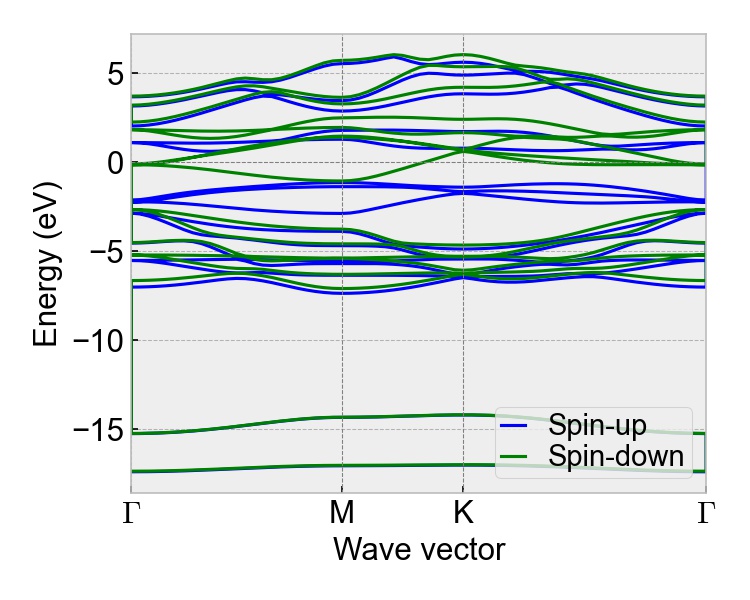 5
0
−5
−10
−15
Energy (eV)
Spin-up
Spin-down
Γ M K Γ
Wave vector